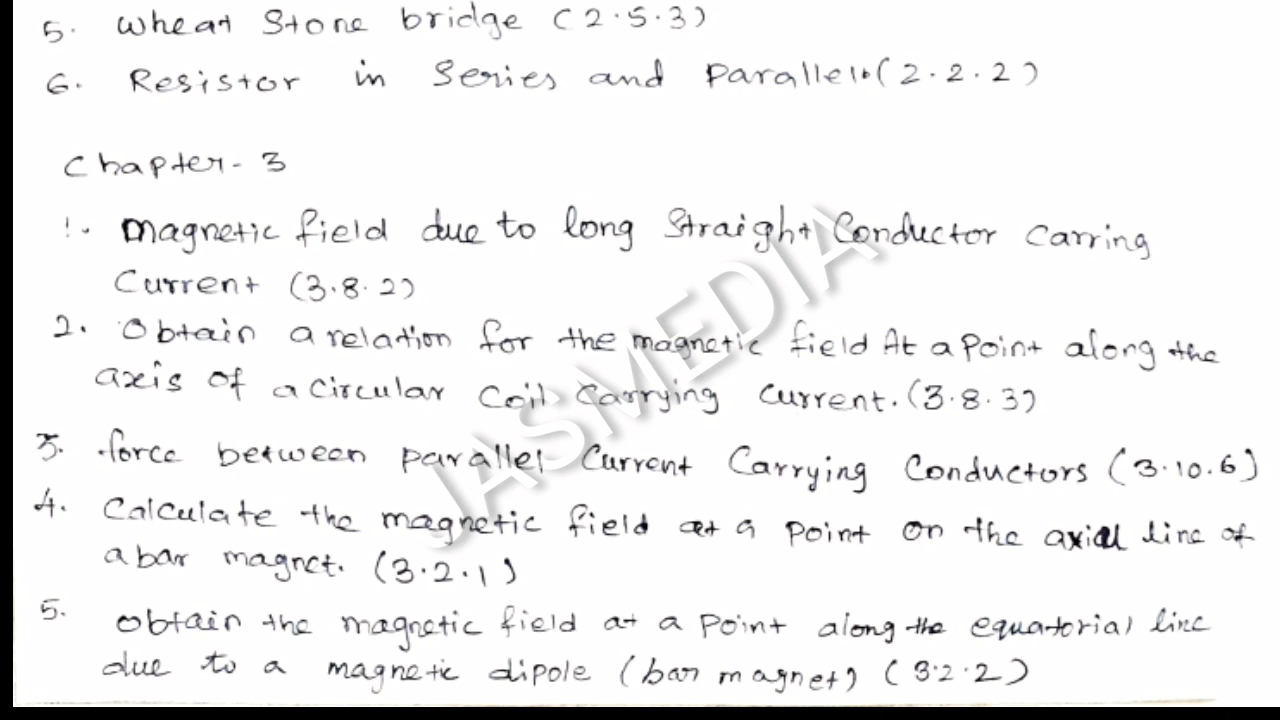 5. Wheat Stone bridge (2.5.3)
6. Resistor in Series and Parallel. (2.2.2)
Chapter - 3
1. Magnetic field due to long Straight Conductor Carring
Current (3.8.2)
2. Obtain a relation for the magnetic field At a Point along the
axis of a Circular Coil Carrying Current. (3.8.3)
3. force between parallel Current Carrying Conductors (3.10.6)
4. Calculate the magnetic field at a point on the axial line of
a bar magnet. (3.2.1)
5. Obtain the magnetic field at a point along the equatorial line
due to a magnetic dipole (bar magnet) (3.2.2)
JASMEDIA